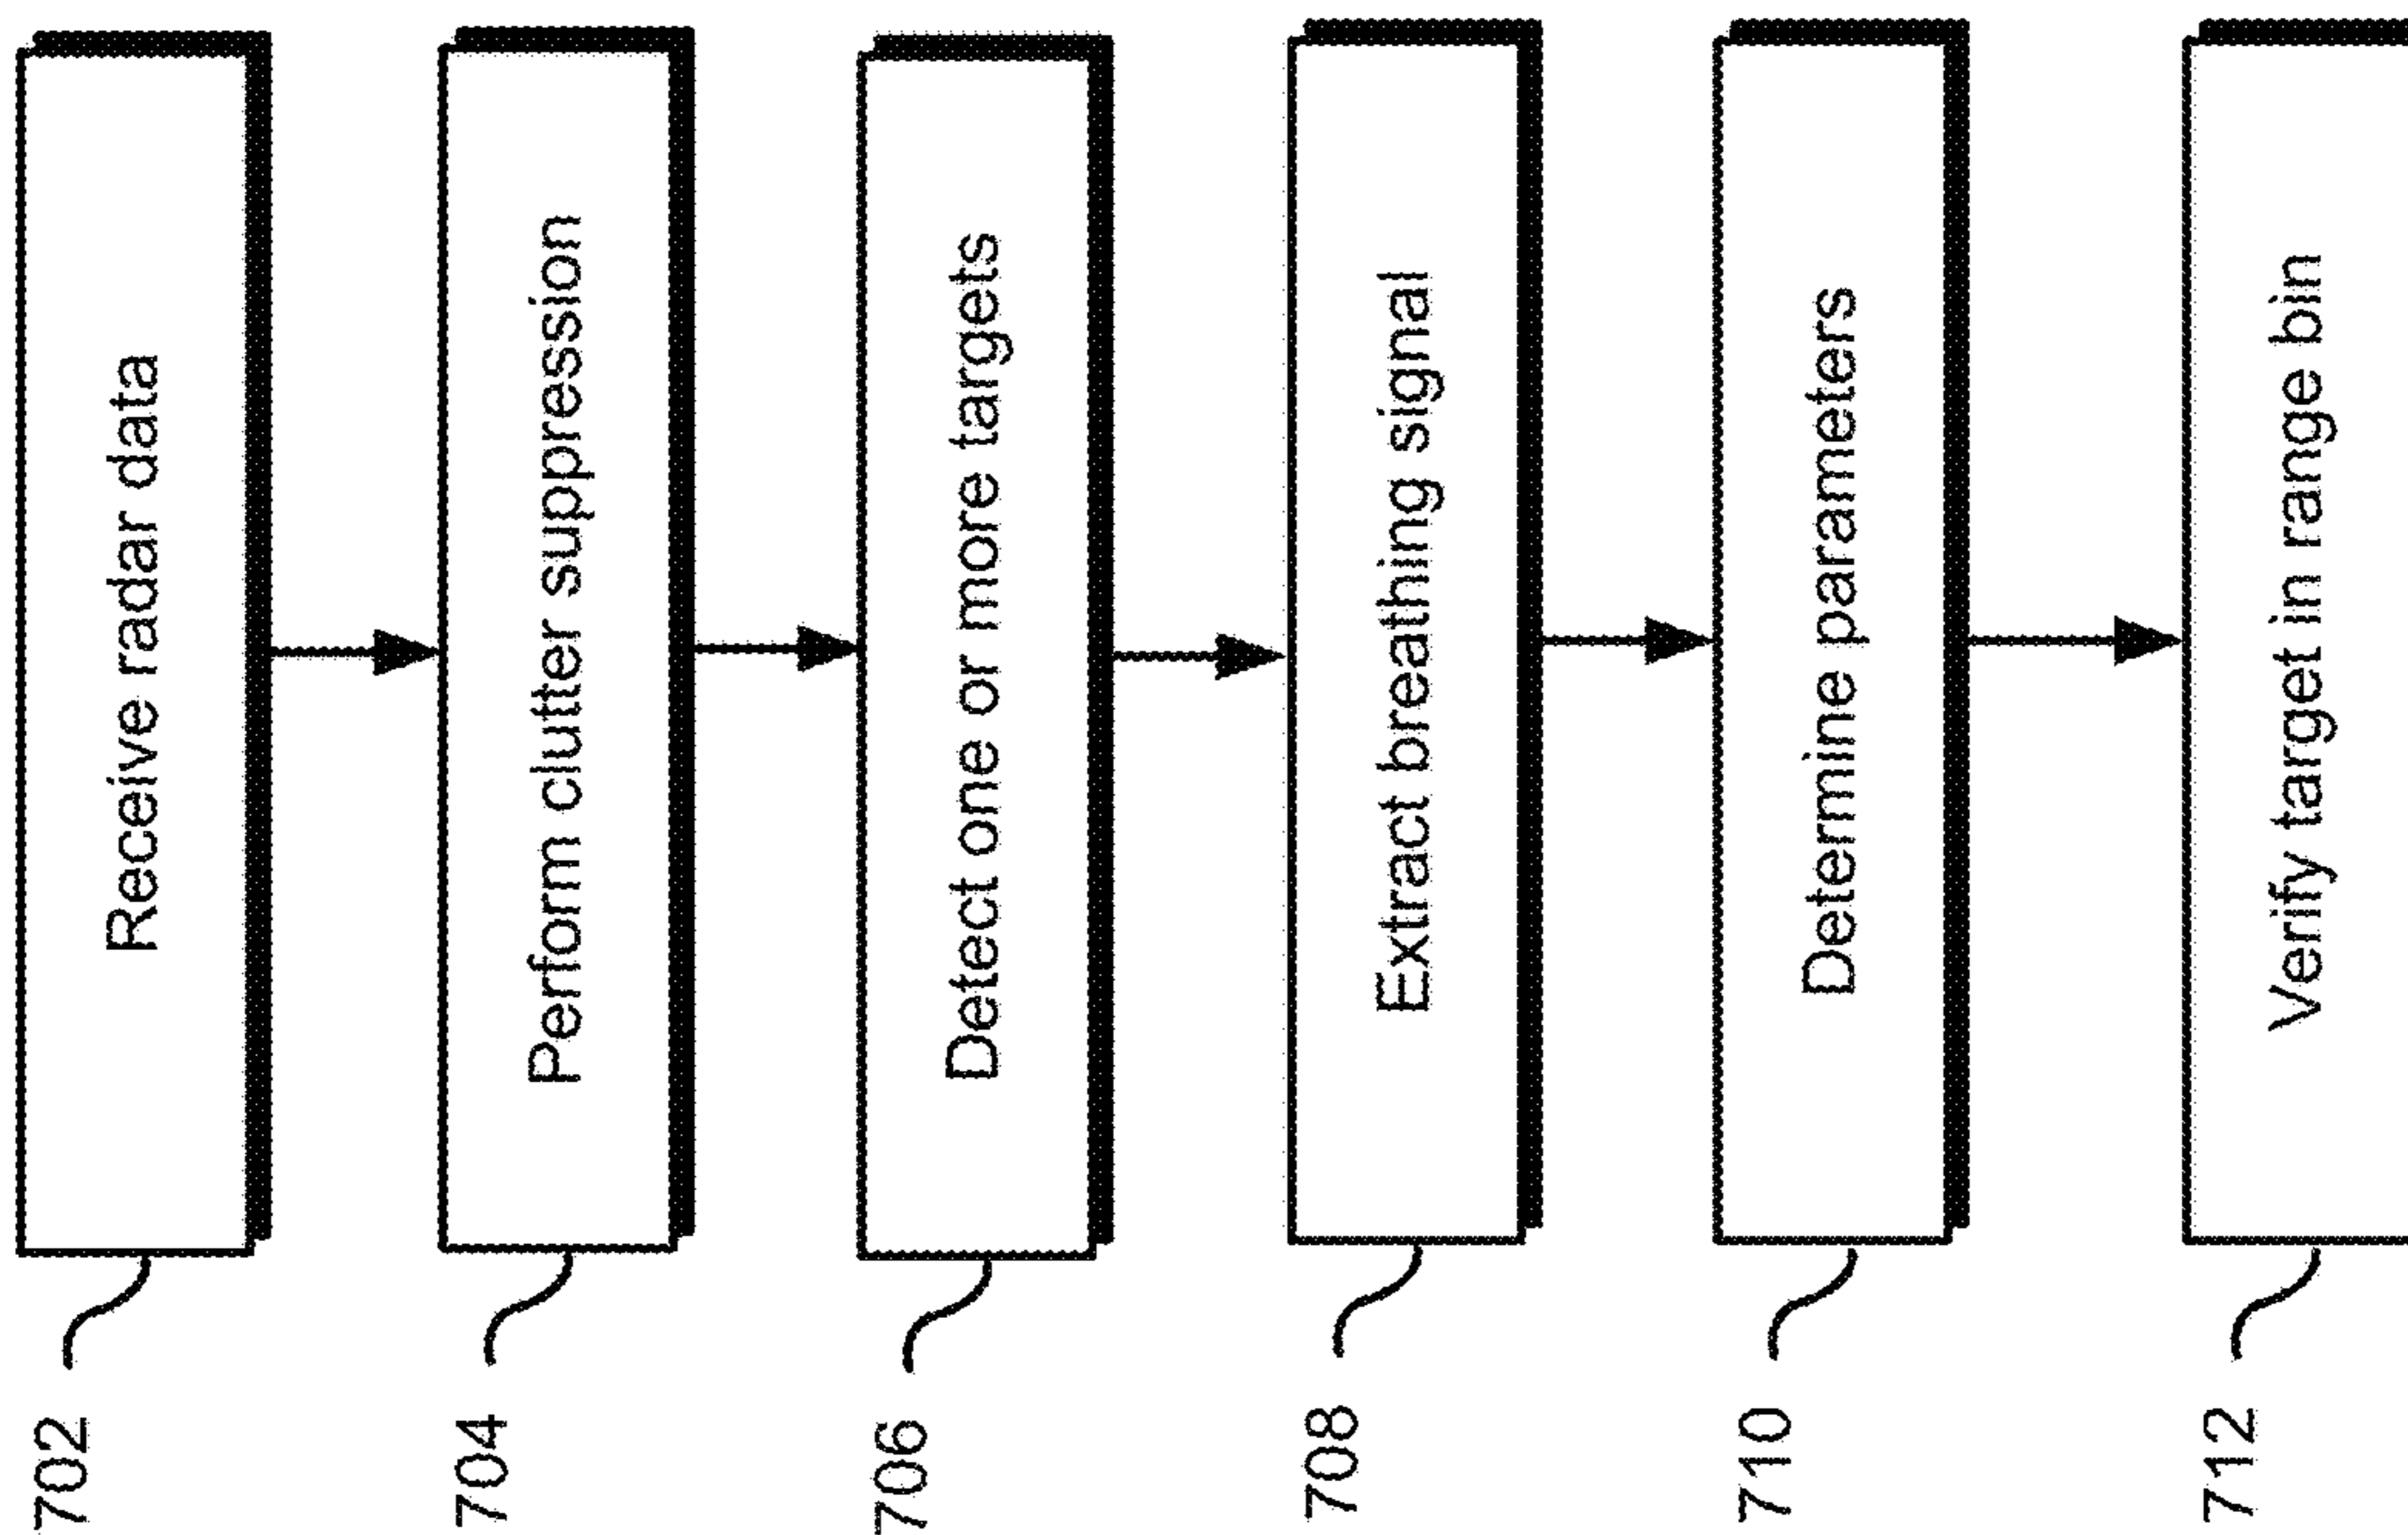 702
Receive radar data
704
Perform clutter suppression
706
Detect one or more targets
708
Extract breathing signal
710
Determine parameters
712
Verify target in range bin